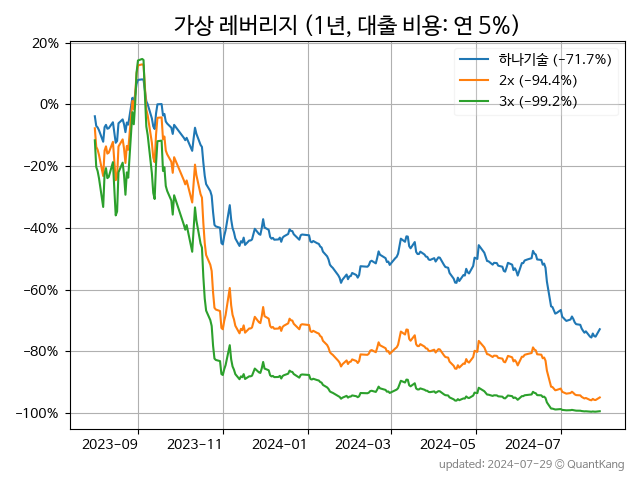 가상 레버리지 (1년, 대출 비용: 연 5%)
하나기술 (−71.7%)
2x (−94.4%)
3x (−99.2%)
20%
0%
−20%
−40%
−60%
−80%
−100%
2023-09 2023-11 2024-01 2024-03 2024-05 2024-07
updated: 2024-07-29 © QuantKang